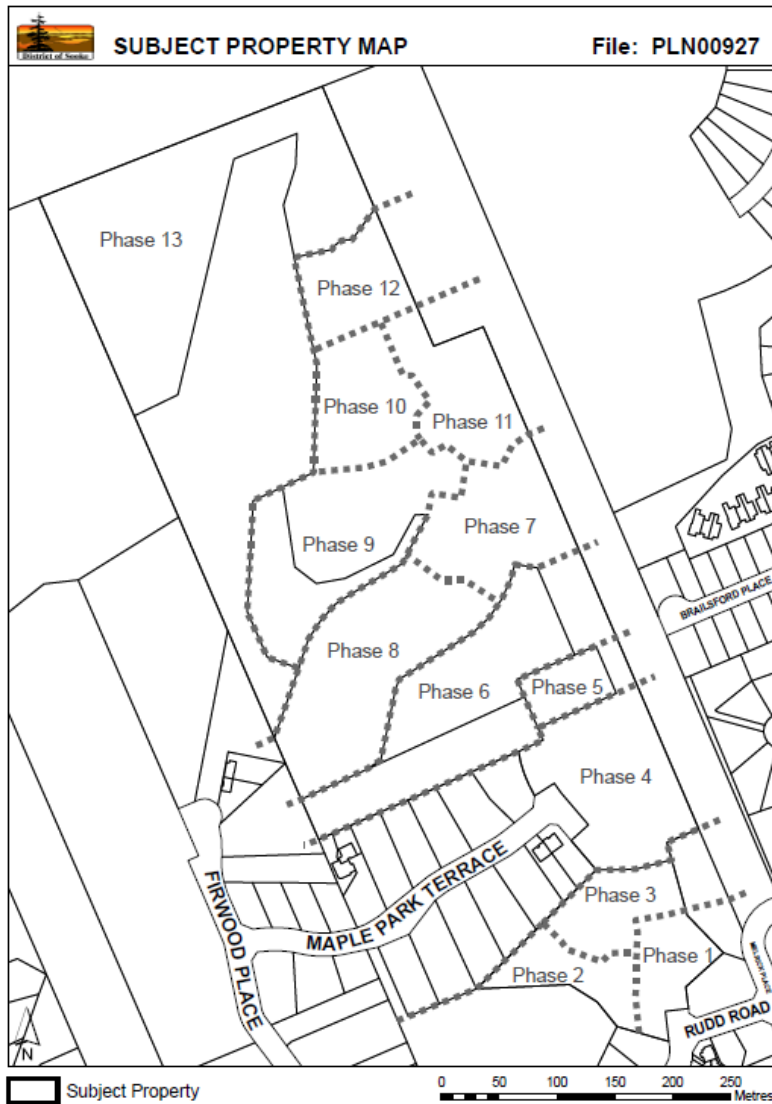 District of Sooke
SUBJECT PROPERTY MAP
File: PLN00927
Phase 13
Phase 12
Phase 10
Phase 11
Phase 9
Phase 7
BRAILSFORD PLACE
Phase 8
Phase 6
Phase 5
Phase 4
MAPLE PARK TERRACE
FIRWOOD PLACE
Phase 3
Phase 1
Phase 2
RUDD ROAD
N
Subject Property
0 50 100 150 200 250
Metres